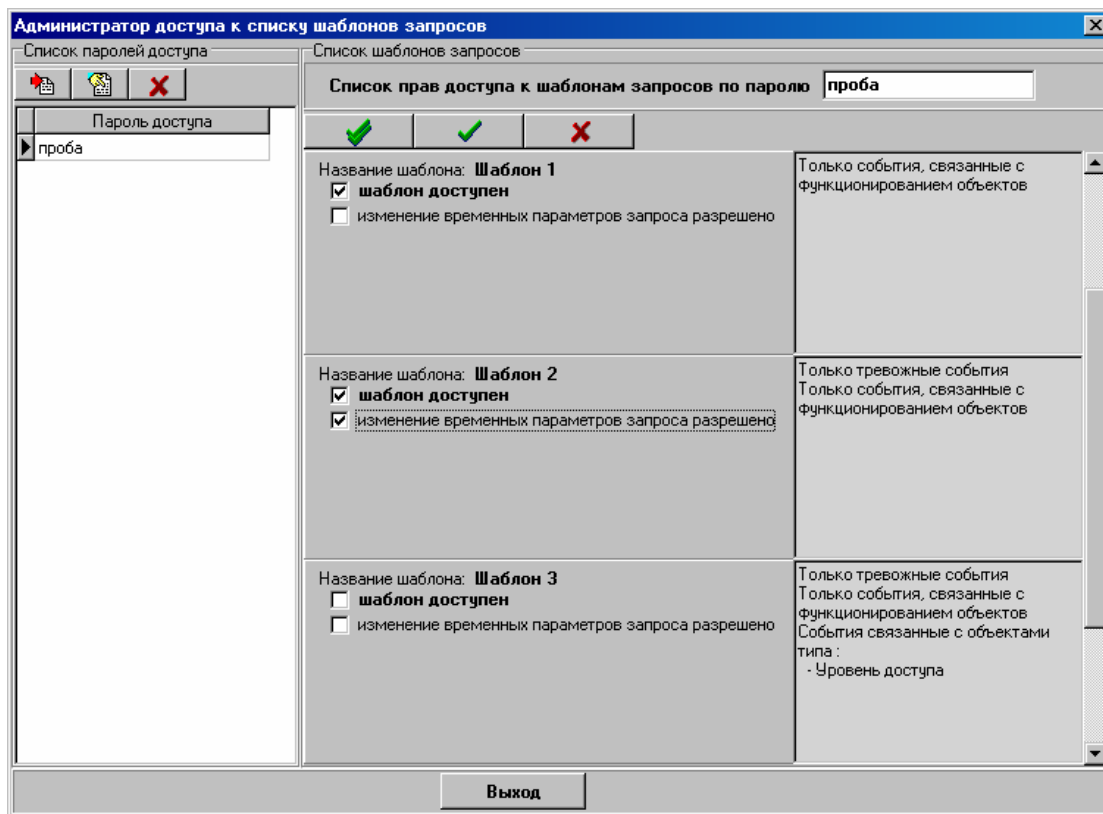 Администратор доступа к списку шаблонов запросов
Список паролей доступа
Пароль доступа
проба
Список шаблонов запросов
Список прав доступа к шаблонам запросов по паролю проба
Название шаблона: Шаблон 1
шаблон доступен
изменение временных параметров запроса разрешено
Только события, связанные с
функционированием объектов
Название шаблона: Шаблон 2
шаблон доступен
изменение временных параметров запроса разрешено
Только тревожные события
Только события, связанные с
функционированием объектов
Название шаблона: Шаблон 3
шаблон доступен
изменение временных параметров запроса разрешено
Только тревожные события
Только события, связанные с
функционированием объектов
События связанные с объектами
типа :
- Уровень доступа
Выход